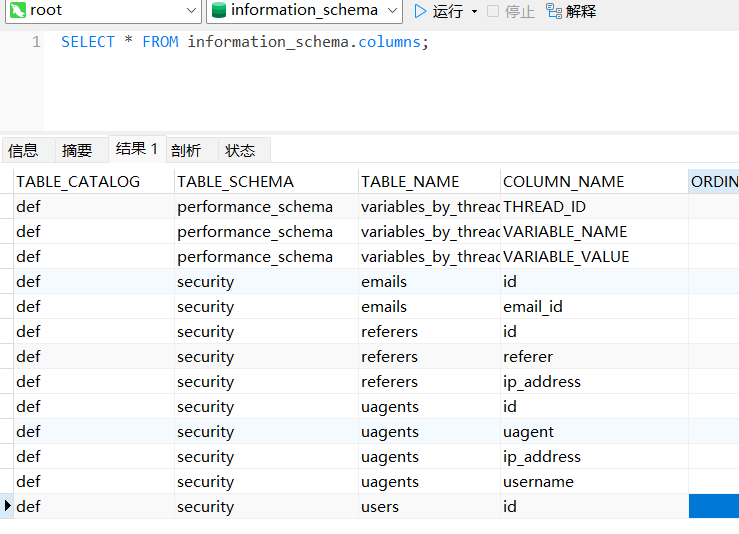 root information_schema 运行 停止 解释
1 SELECT * FROM information_schema.columns;
信息 摘要 结果 1 剖析 状态
TABLE_CATALOG TABLE_SCHEMA TABLE_NAME COLUMN_NAME ORDIN
def performance_schema variables_by_thread THREAD_ID
def performance_schema variables_by_thread VARIABLE_NAME
def performance_schema variables_by_thread VARIABLE_VALUE
def security emails id
def security emails email_id
def security referers id
def security referers referer
def security referers ip_address
def security uagents id
def security uagents uagent
def security uagents ip_address
def security uagents username
def security users id